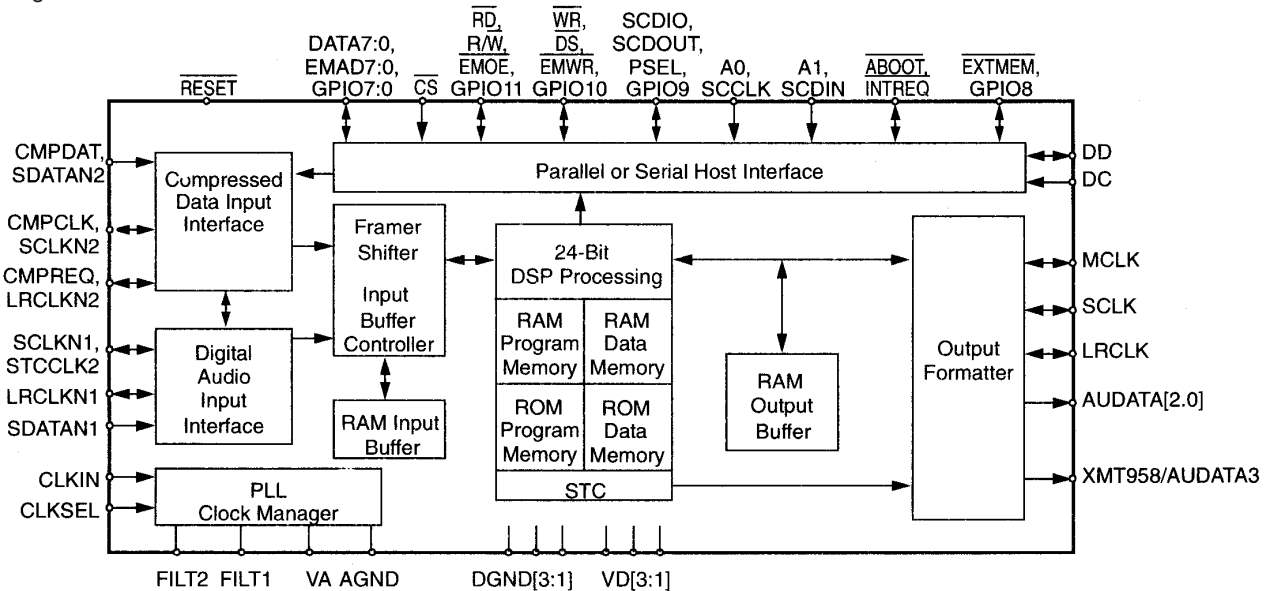 RD,
R/W,
EMOE,
GPIO11
WR,
DS,
EMWR,
GPIO10
SCDIO,
SCDOUT,
PSEL,
GPIO9
DATA7:0,
EMAD7:0,
GPIO7:0
RESET
CS
A0,
SCCLK
A1,
SCDIN
ABOOT,
INTREQ
EXTMEM,
GPIO8
CMPDAT,
SDATAN2
CMPCLK,
SCLKN2
CMPREQ,
LRCLKN2
SCLKN1,
STCCLK2
LRCLKN1
SDATAN1
CLKIN
CLKSEL
Compressed
Data Input
Interface
Digital
Audio
Input
Interface
PLL
Clock Manager
Parallel or Serial Host Interface
Framer
Shifter
Input
Buffer
Controller
RAM Input
Buffer
24-Bit
DSP Processing
RAM
Program
Memory
RAM
Data
Memory
ROM
Program
Memory
ROM
Data
Memory
STC
RAM
Output
Buffer
Output
Formatter
DD
DC
MCLK
SCLK
LRCLK
AUDATA[2.0]
XMT958/AUDATA3
FILT2 FILT1 VA AGND DGND[3:1] VD[3:1]